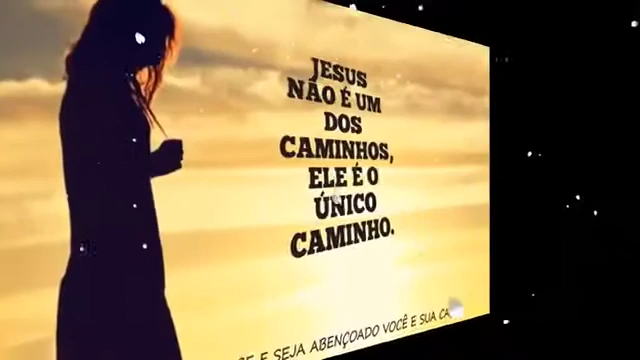 JESUS
NÃO É UM
DOS
CAMINHOS,
ELE É O
ÚNICO
CAMINHO.
E SEJA ABENÇOADO VOCÊ E SUA